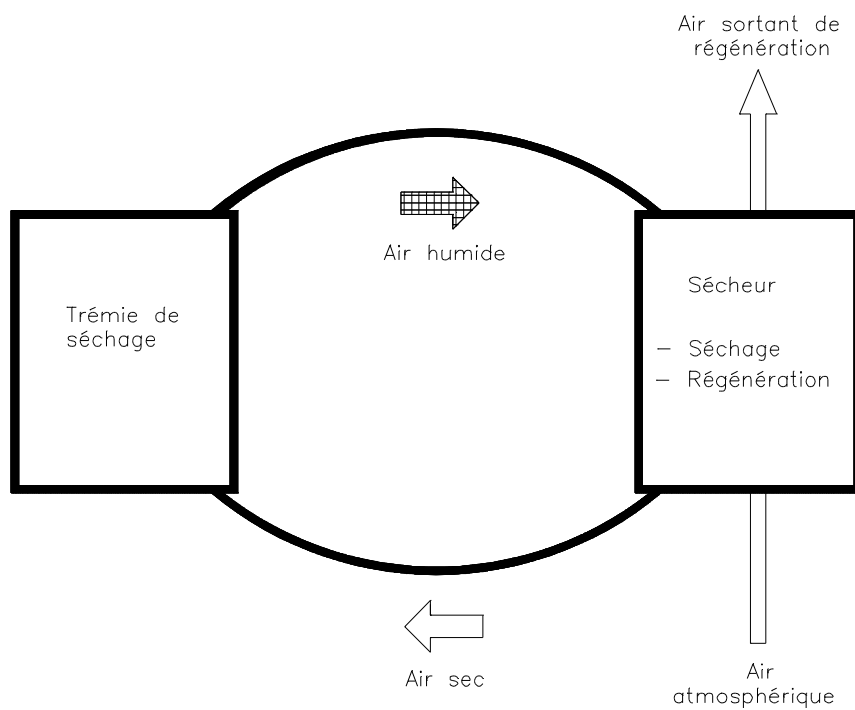 Air sortant de
régénération
Air humide
Trémie de
séchage
Sécheur
- Séchage
- Régénération
Air sec
Air
atmosphérique